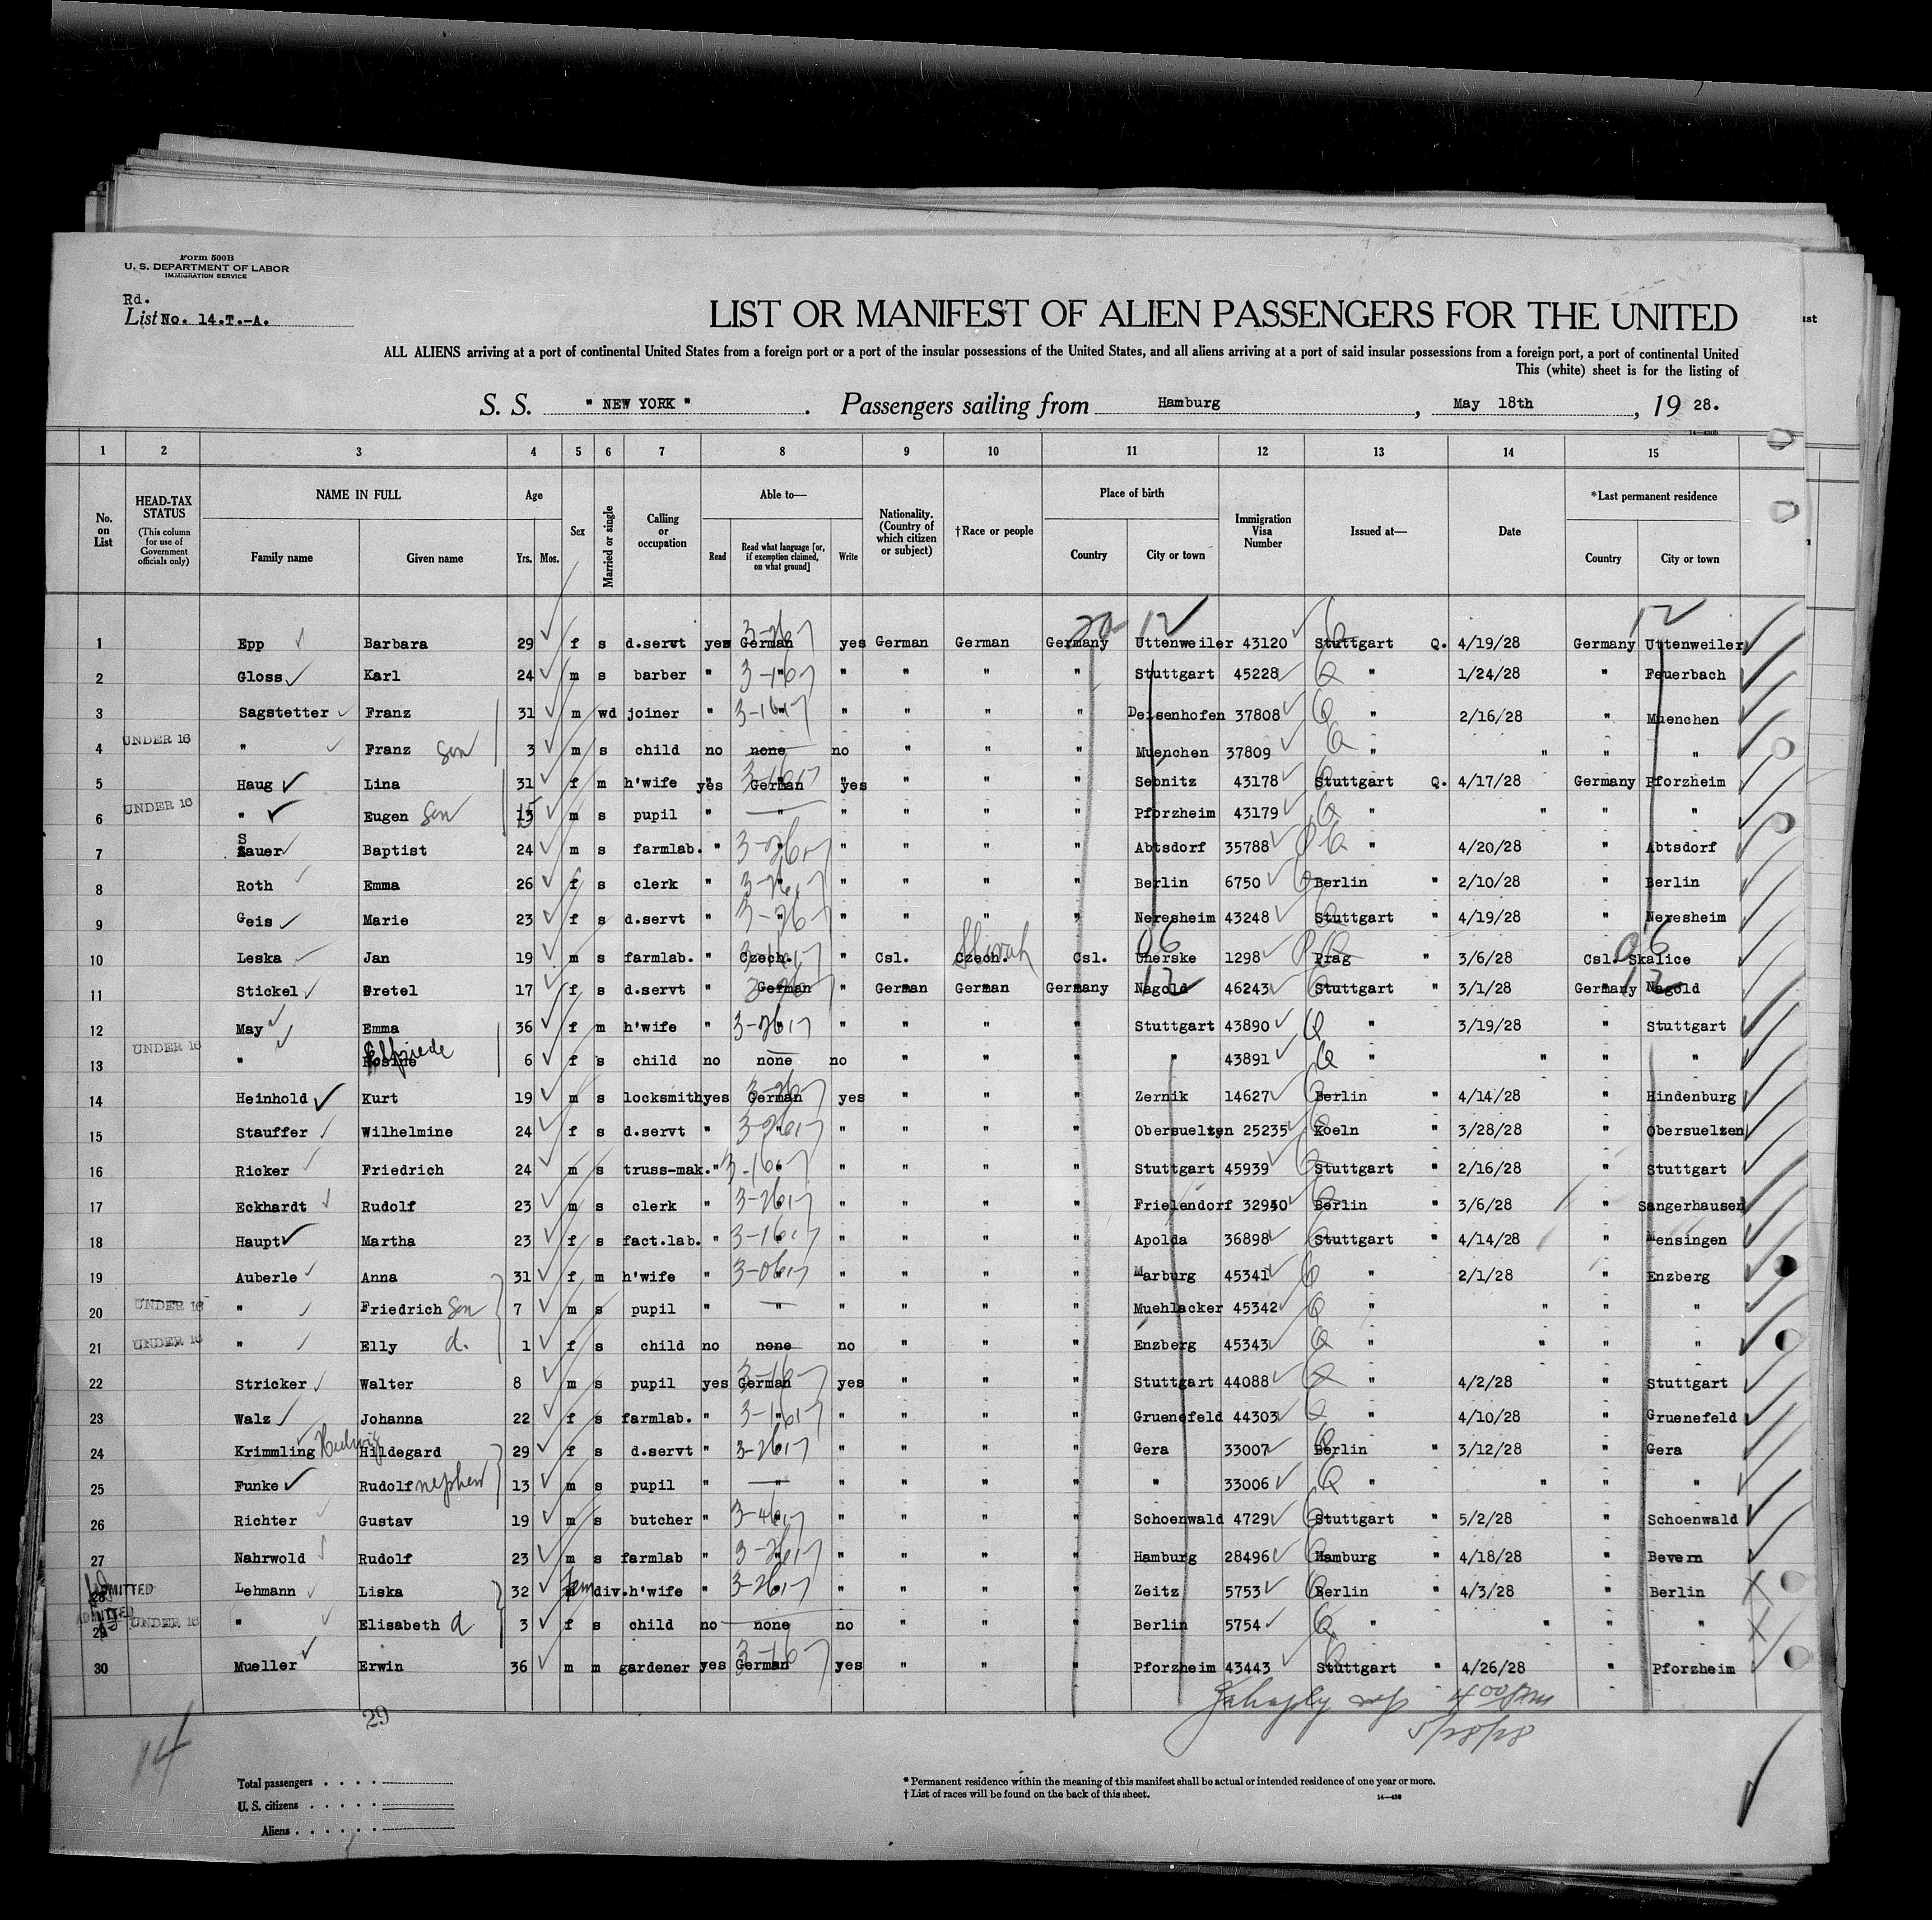 Form 500B
U. S. DEPARTMENT OF LABOR
IMMIGRATION SERVICE
Rd.
List No. 14.T.-A.
LIST OR MANIFEST OF ALIEN PASSENGERS FOR THE UNITED
ALL ALIENS arriving at a port of continental United States from a foreign port or a port of the insular possessions of the United States, and all aliens arriving at a port of said insular possessions from a foreign port, a port of continental United
This (white) sheet is for the listing of
S. S. " NEW YORK " . Passengers sailing from Hamburg , May 18th , 19 28.
1 2 3 4 5 6 7 8 9 10 11 12 13 14 15
No. on List
HEAD-TAX STATUS (This column for use of Government officials only)
NAME IN FULL Family name Given name
Age Yrs. Mos.
Sex
Married or single
Calling or occupation
Able to— Read Read what language [or, if exemption claimed, on what ground] Write
Nationality. (Country of which citizen or subject)
†Race or people
Place of birth Country City or town
Immigration Visa Number
Issued at—
Date
*Last permanent residence Country City or town
1 Epp Barbara 29 f s d.servt yes German yes German German Germany Uttenweiler 43120 Stuttgart Q. 4/19/28 Germany Uttenweiler
2 Gloss Karl 24 m s barber " " " " " " Stuttgart 45228 " 1/24/28 " Feuerbach
3 Sagstetter Franz 31 m wd joiner " " " " " " Deisenhofen 37808 " 2/16/28 " Muenchen
4 UNDER 16 " Franz son 3 m s child no none no " " " Muenchen 37809 " " " "
5 Haug Lina 31 f m h'wife yes German yes " " " Sebnitz 43178 Stuttgart Q. 4/17/28 Germany Pforzheim
6 UNDER 16 " Eugen son 15 m s pupil " " " " " " Pforzheim 43179 " " " "
7 Sauer Baptist 24 m s farmlab. " " " " " " Abtsdorf 35788 " 4/20/28 " Abtsdorf
8 Roth Emma 26 f s clerk " " " " " " Berlin 6750 Berlin " 2/10/28 " Berlin
9 Geis Marie 23 f s d.servt " " " " " " Neresheim 43248 Stuttgart " 4/19/28 " Neresheim
10 Leska Jan 19 m s farmlab. " Czech. " Csl. Czech. Slovak Csl. Uherske 1298 Prag " 3/6/28 Csl. Skalice
11 Stickel Fretel 17 f s d.servt " German " German German Germany Nagold 46243 Stuttgart " 3/1/28 Germany Nagold
12 May Emma 36 f m h'wife " " " " " " Stuttgart 43890 " 3/19/28 " Stuttgart
13 UNDER 16 " Rosine Elfriede 6 f s child no none no " " " " 43891 " " " "
14 Heinhold Kurt 19 m s locksmith yes German yes " " " Zernik 14627 Berlin " 4/14/28 " Hindenburg
15 Stauffer Wilhelmine 24 f s d.servt " " " " " " Obersuelzen 25235 Koeln " 3/28/28 " Obersuelzen
16 Ricker Friedrich 24 m s truss-mak. " " " " " " Stuttgart 45939 Stuttgart " 2/16/28 " Stuttgart
17 Eckhardt Rudolf 23 m s clerk " " " " " " Frielendorf 32940 Berlin " 3/6/28 " Sangerhausen
18 Haupt Martha 23 f s fact.lab. " " " " " " Apolda 36898 Stuttgart " 4/14/28 " Mensingen
19 Auberle Anna 31 f m h'wife " " " " " " Marburg 45341 " 2/1/28 " Enzberg
20 UNDER 16 " Friedrich son 7 m s pupil " " " " " " Muehlacker 45342 " " " "
21 UNDER 16 " Elly d. 1 f s child no none no " " " Enzberg 45343 " " " "
22 Stricker Walter 8 m s pupil yes German yes " " " Stuttgart 44088 " 4/2/28 " Stuttgart
23 Walz Johanna 22 f s farmlab. " " " " " " Gruenefeld 44303 " 4/10/28 " Gruenefeld
24 Krimmling Hedwig Hildegard 29 f s d.servt " " " " " " Gera 33007 Berlin " 3/12/28 " Gera
25 Funke Rudolf nephew 13 m s pupil " " " " " " " 33006 " " " "
26 Richter Gustav 19 m s butcher " " " " " " Schoenwald 4729 Stuttgart " 5/2/28 " Schoenwald
27 Nahrwold Rudolf 23 m s farmlab " " " " " " Hamburg 28496 Hamburg " 4/18/28 " Bevern
28 ADMITTED Lehmann Liska 32 div. h'wife " " " " " " Zeitz 5753 Berlin " 4/3/28 " Berlin
29 ADMITTED UNDER 16 " Elisabeth d 3 f s child no none no " " " Berlin 5754 " " " "
30 Mueller Erwin 36 m m gardener yes German yes " " " Pforzheim 43443 Stuttgart " 4/26/28 " Pforzheim
5/28/28
29
14
Total passengers
U. S. citizens
Aliens
* Permanent residence within the meaning of this manifest shall be actual or intended residence of one year or more.
† List of races will be found on the back of this sheet.